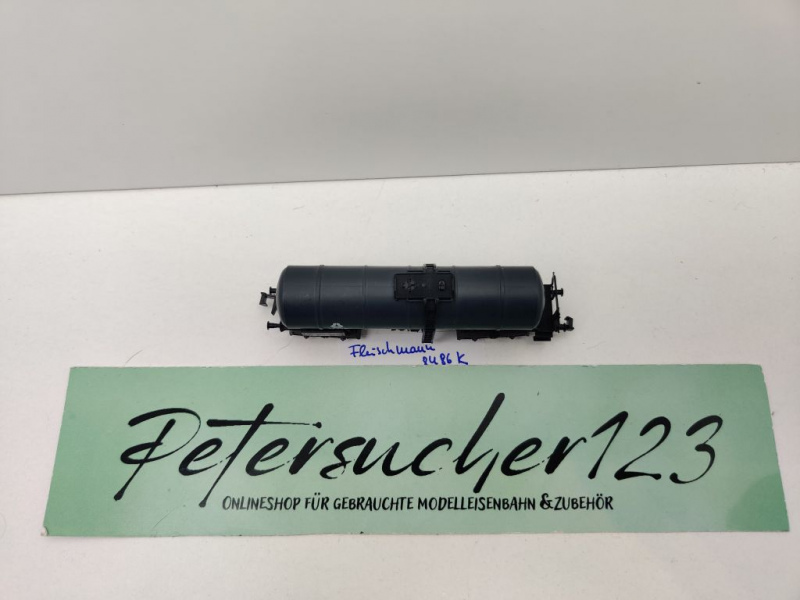 Fleischmann
8486 K
Petersucher123
ONLINESHOP FÜR GEBRAUCHTE MODELLEISENBAHN & ZUBEHÖR